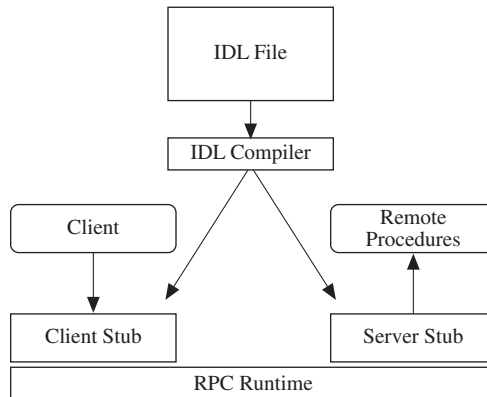 IDL File
IDL Compiler
Client
Remote
Procedures
Client Stub
Server Stub
RPC Runtime